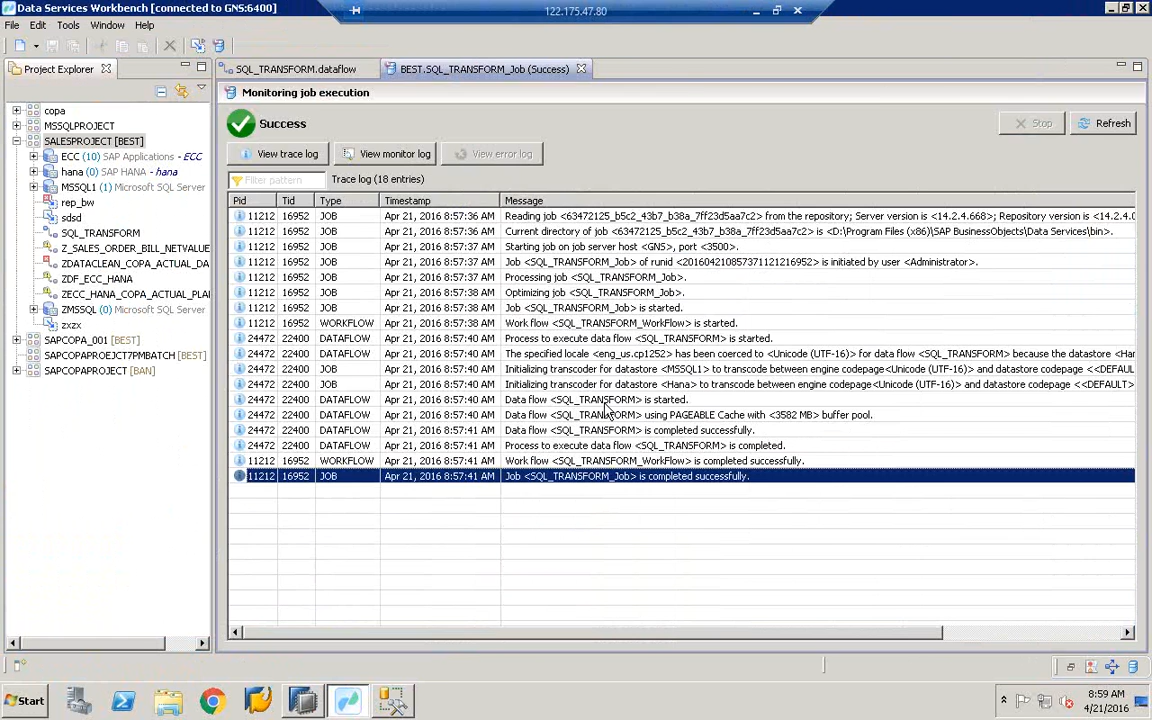 Data Services Workbench [connected to GNS:6400]
122.175.47.80
File Edit Tools Window Help
Project Explorer
SQL_TRANSFORM.dataflow
BEST.SQL_TRANSFORM_Job (Success)
Monitoring job execution
Success
Stop
Refresh
View trace log
View monitor log
View error log
Filter pattern
Trace log (18 entries)
copa
MSSQLPROJECT
SALESPROJECT [BEST]
ECC (10) SAP Applications - ECC
hana (0) SAP HANA - hana
MSSQL1 (1) Microsoft SQL Server
rep_bw
sdsd
SQL_TRANSFORM
Z_SALES_ORDER_BILL_NETVALUE
ZDATACLEAN_COPA_ACTUAL_DA
ZDF_ECC_HANA
ZECC_HANA_COPA_ACTUAL_PLAN
ZMSSQL (0) Microsoft SQL Server
zxzx
SAPCOPA_001 [BEST]
SAPCOPAPROEJCT7PMBATCH [BEST]
SAPCOPAPROJECT [BAN]
Pid Tid Type Timestamp Message
11212 16952 JOB Apr 21, 2016 8:57:36 AM Reading job <63472125_b5c2_43b7_b38a_7ff23d5aa7c2> from the repository; Server version is <14.2.4.668>; Repository version is <14.2.4.0
11212 16952 JOB Apr 21, 2016 8:57:36 AM Current directory of job <63472125_b5c2_43b7_b38a_7ff23d5aa7c2> is <D:\Program Files (x86)\SAP BusinessObjects\Data Services\bin>.
11212 16952 JOB Apr 21, 2016 8:57:37 AM Starting job on job server host <GNS>, port <3500>.
11212 16952 JOB Apr 21, 2016 8:57:37 AM Job <SQL_TRANSFORM_Job> of runid <2016042108573711216952> is initiated by user <Administrator>.
11212 16952 JOB Apr 21, 2016 8:57:37 AM Processing job <SQL_TRANSFORM_Job>.
11212 16952 JOB Apr 21, 2016 8:57:38 AM Optimizing job <SQL_TRANSFORM_Job>.
11212 16952 JOB Apr 21, 2016 8:57:38 AM Job <SQL_TRANSFORM_Job> is started.
11212 16952 WORKFLOW Apr 21, 2016 8:57:38 AM Work flow <SQL_TRANSFORM_WorkFlow> is started.
24472 22400 DATAFLOW Apr 21, 2016 8:57:40 AM Process to execute data flow <SQL_TRANSFORM> is started.
24472 22400 DATAFLOW Apr 21, 2016 8:57:40 AM The specified locale <eng_us.cp1252> has been coerced to <Unicode (UTF-16)> for data flow <SQL_TRANSFORM> because the datastore <Har
24472 22400 JOB Apr 21, 2016 8:57:40 AM Initializing transcoder for datastore <MSSQL1> to transcode between engine codepage<Unicode (UTF-16)> and datastore codepage <<DEFAUL
24472 22400 JOB Apr 21, 2016 8:57:40 AM Initializing transcoder for datastore <Hana> to transcode between engine codepage<Unicode (UTF-16)> and datastore codepage <<DEFAULT>
24472 22400 DATAFLOW Apr 21, 2016 8:57:40 AM Data flow <SQL_TRANSFORM> is started.
24472 22400 DATAFLOW Apr 21, 2016 8:57:40 AM Data flow <SQL_TRANSFORM> using PAGEABLE Cache with <3582 MB> buffer pool.
24472 22400 DATAFLOW Apr 21, 2016 8:57:41 AM Data flow <SQL_TRANSFORM> is completed successfully.
24472 22400 DATAFLOW Apr 21, 2016 8:57:41 AM Process to execute data flow <SQL_TRANSFORM> is completed.
11212 16952 WORKFLOW Apr 21, 2016 8:57:41 AM Work flow <SQL_TRANSFORM_WorkFlow> is completed successfully.
11212 16952 JOB Apr 21, 2016 8:57:41 AM Job <SQL_TRANSFORM_Job> is completed successfully.
Start
8:59 AM
4/21/2016